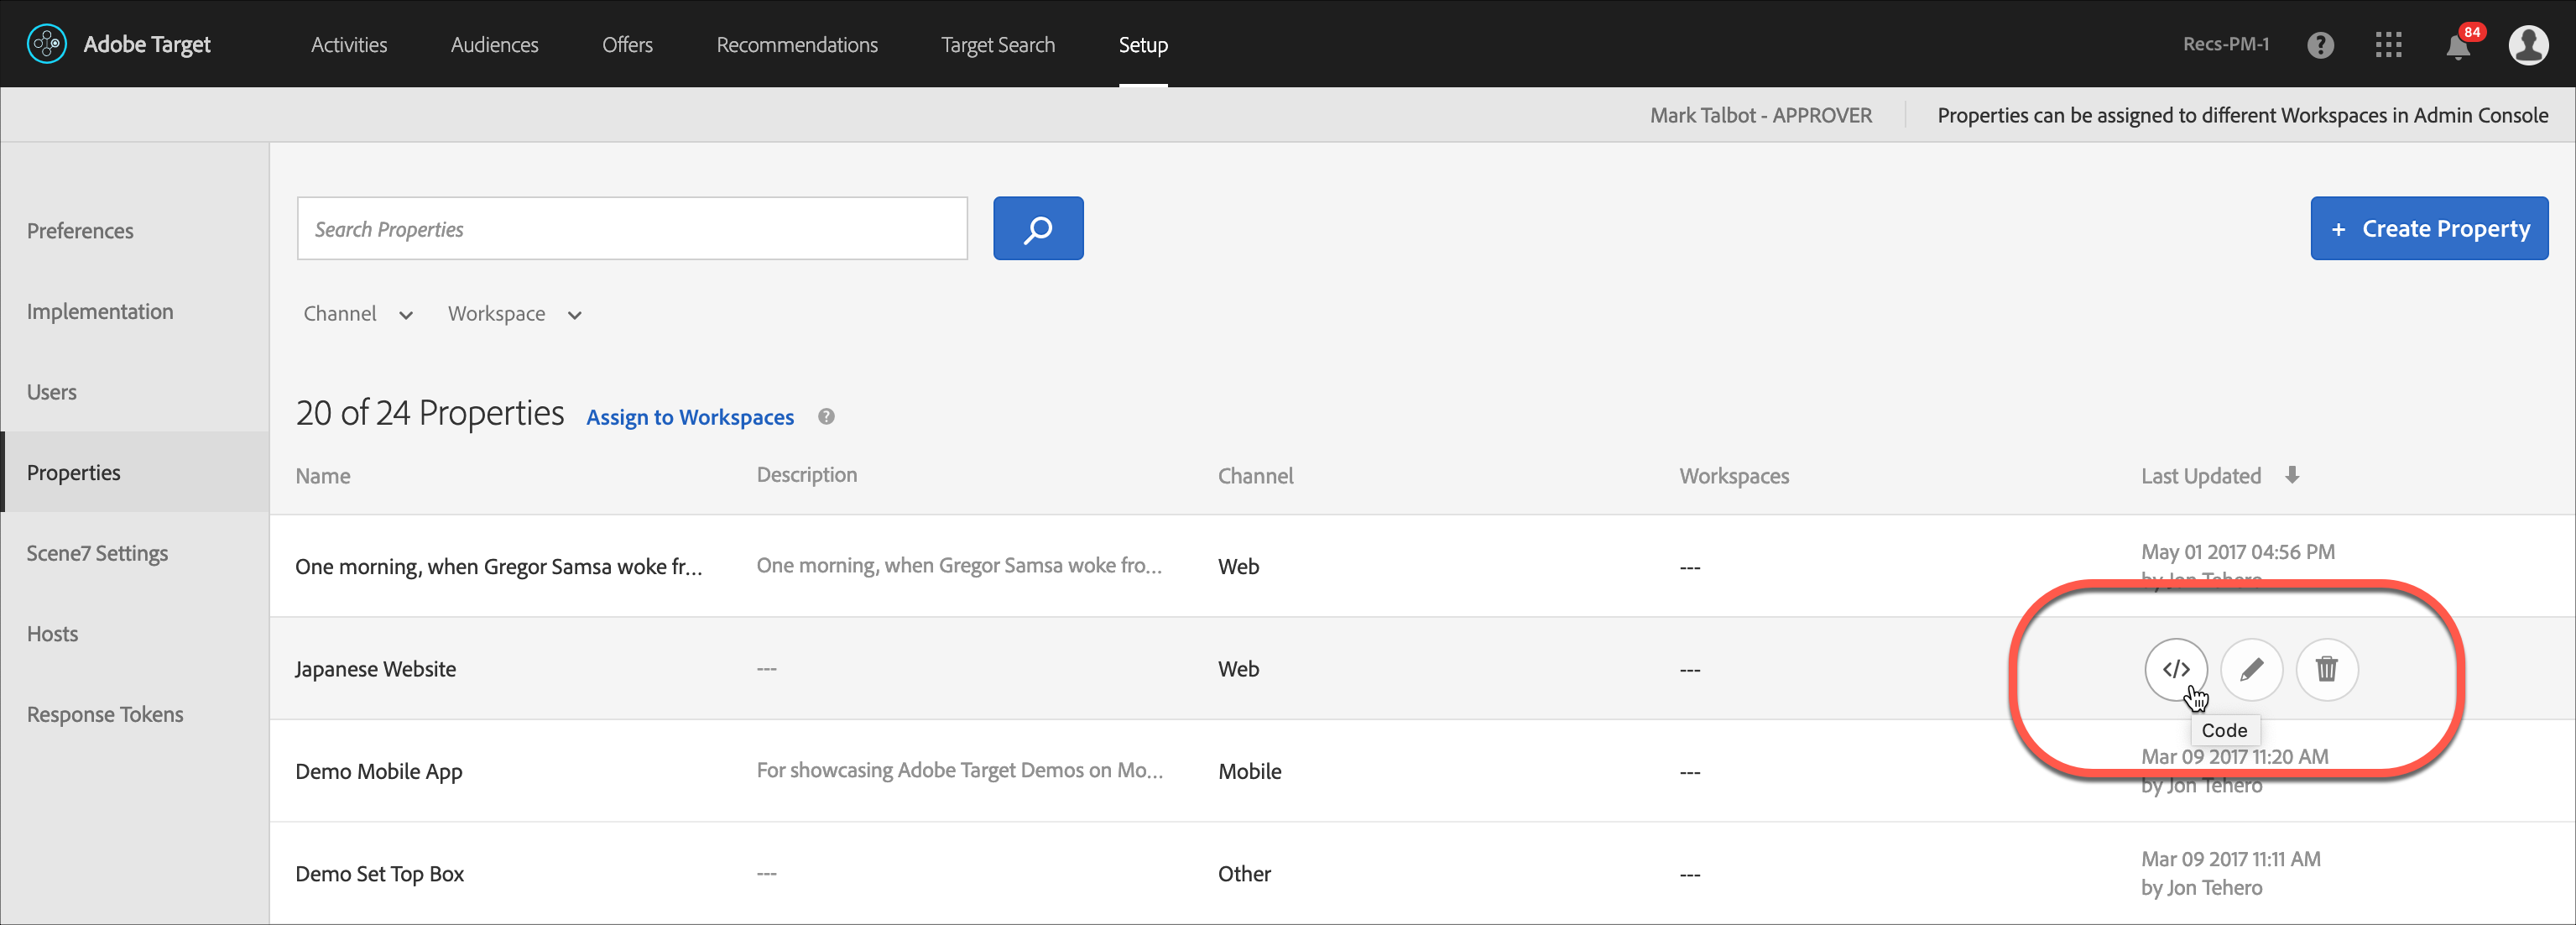 Adobe Target
Activities
Audiences
Offers
Recommendations
Target Search
Setup
Recs-PM-1
?
84
Mark Talbot - APPROVER
Properties can be assigned to different Workspaces in Admin Console
Preferences
Implementation
Users
Properties
Scene7 Settings
Hosts
Response Tokens
Search Properties
+ Create Property
Channel
Workspace
20 of 24 Properties
Assign to Workspaces
?
Name
Description
Channel
Workspaces
Last Updated
One morning, when Gregor Samsa woke fr...
One morning, when Gregor Samsa woke fro...
Web
---
May 01 2017 04:56 PM
by Jon Tehero
Japanese Website
---
Web
---
</>
Code
Demo Mobile App
For showcasing Adobe Target Demos on Mo...
Mobile
---
Mar 09 2017 11:20 AM
by Jon Tehero
Demo Set Top Box
---
Other
---
Mar 09 2017 11:11 AM
by Jon Tehero